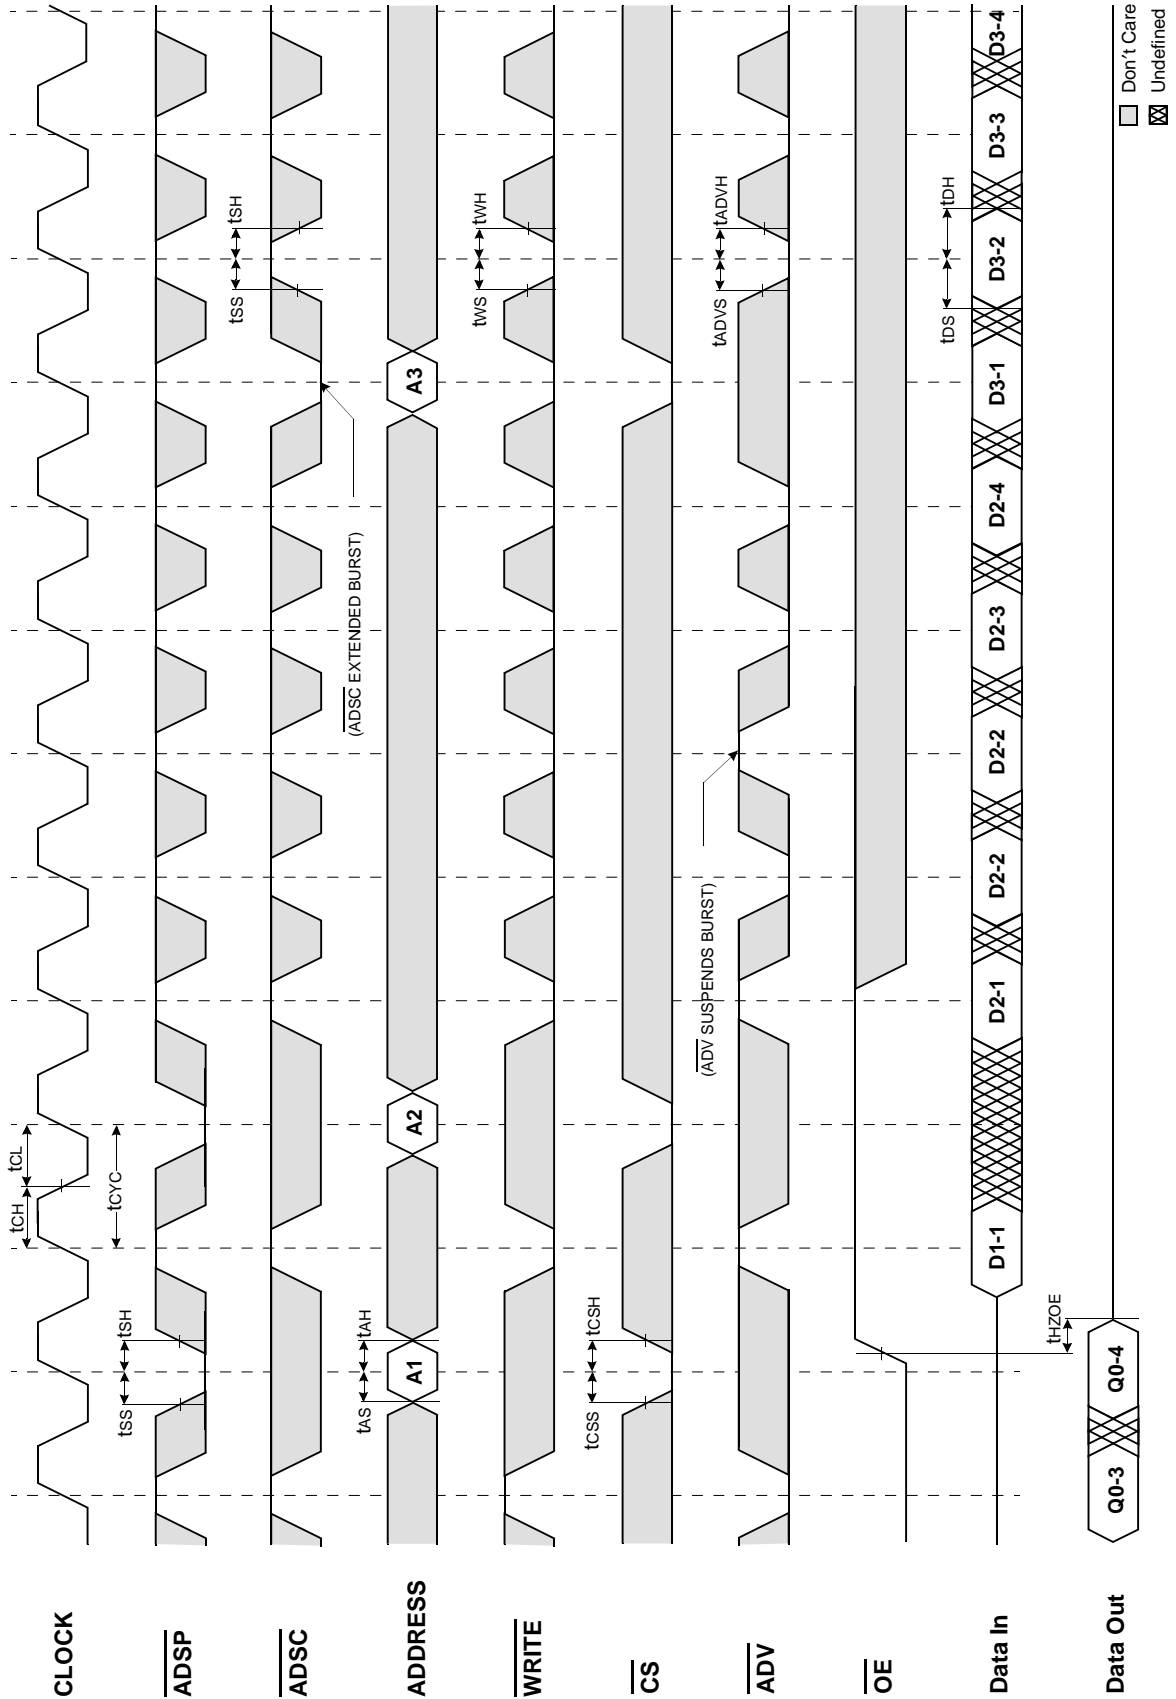 CLOCK
tCH
tCL
tCYC
ADSP
tSS
tSH
ADSC
tSS
tSH
(ADSC EXTENDED BURST)
ADDRESS
tAS
tAH
A1
A2
A3
WRITE
tWS
tWH
CS
tCSS
tCSH
(ADV SUSPENDS BURST)
ADV
tADVS
tADVH
OE
Data In
D1-1
D2-1
D2-2
D2-2
D2-3
D2-4
D3-1
D3-2
D3-3
D3-4
tDS
tDH
tHZOE
Data Out
Q0-3
Q0-4
Don't Care
Undefined